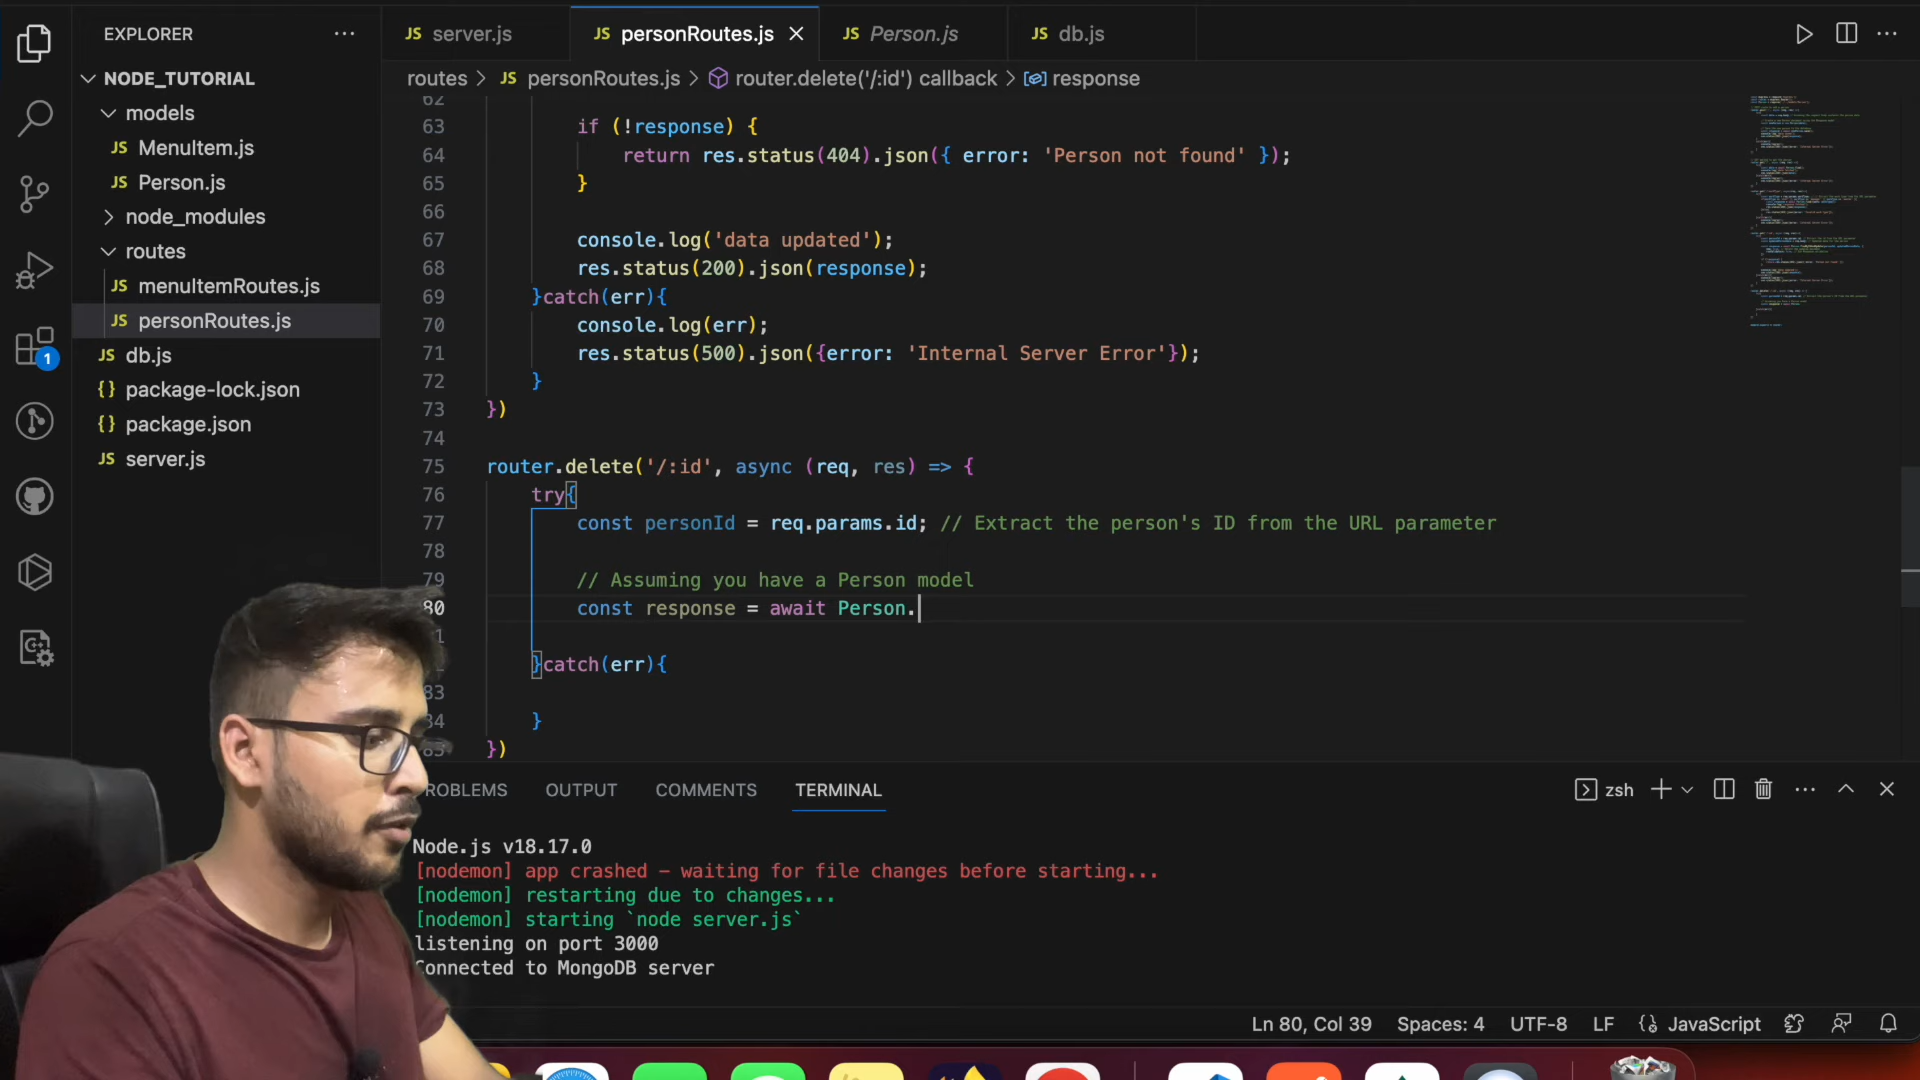 EXPLORER
NODE_TUTORIAL
models
JS MenuItem.js
JS Person.js
node_modules
routes
JS menuItemRoutes.js
JS personRoutes.js
JS db.js
{} package-lock.json
{} package.json
JS server.js
1
JS server.js
JS personRoutes.js
JS Person.js
JS db.js
routes > JS personRoutes.js > router.delete('/:id') callback > response
62
63 if (!response) {
64 return res.status(404).json({ error: 'Person not found' });
65 }
66
67 console.log('data updated');
68 res.status(200).json(response);
69 }catch(err){
70 console.log(err);
71 res.status(500).json({error: 'Internal Server Error'});
72 }
73 })
74
75 router.delete('/:id', async (req, res) => {
76 try{
77 const personId = req.params.id; // Extract the person's ID from the URL parameter
78
79 // Assuming you have a Person model
80 const response = await Person.
1
}catch(err){
83
84 }
85 })
ROBLEMS OUTPUT COMMENTS TERMINAL
zsh
Node.js v18.17.0
[nodemon] app crashed - waiting for file changes before starting...
[nodemon] restarting due to changes...
[nodemon] starting `node server.js`
listening on port 3000
Connected to MongoDB server
Ln 80, Col 39 Spaces: 4 UTF-8 LF {} JavaScript